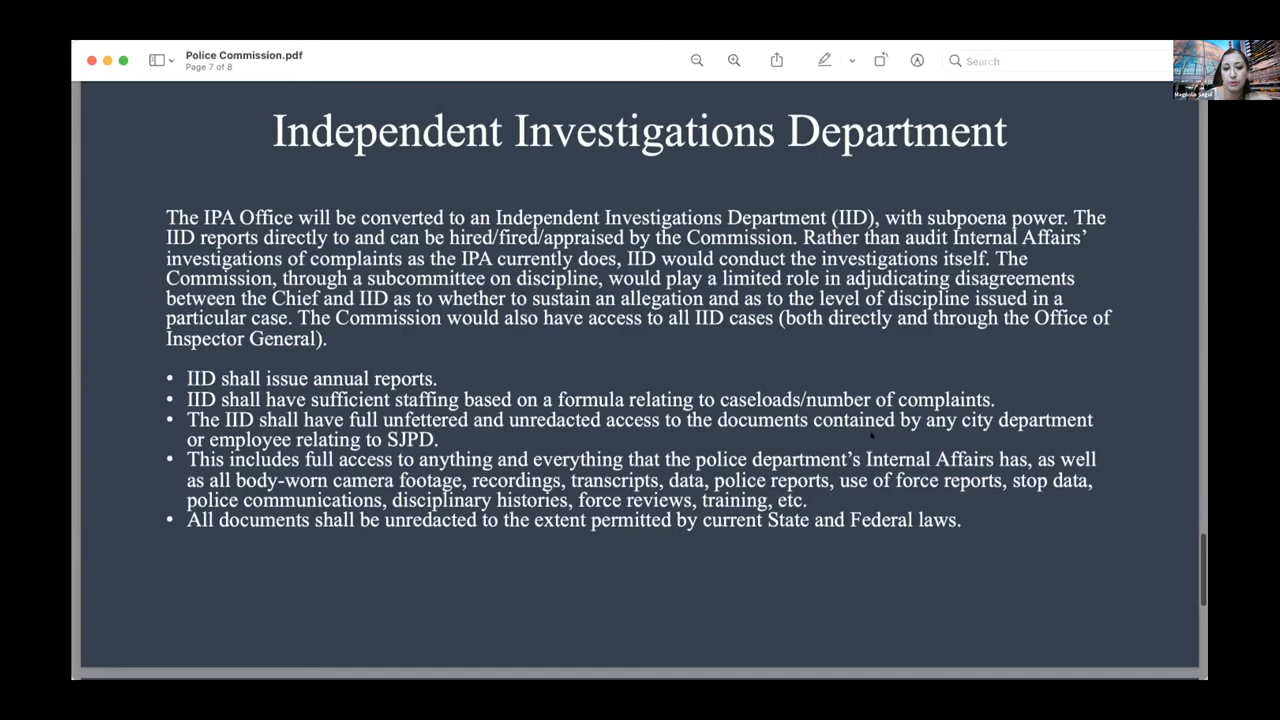 Police Commission.pdf
Page 7 of 8
Search
Magnolia Segol
Independent Investigations Department
The IPA Office will be converted to an Independent Investigations Department (IID), with subpoena power. The
IID reports directly to and can be hired/fired/appraised by the Commission. Rather than audit Internal Affairs’
investigations of complaints as the IPA currently does, IID would conduct the investigations itself. The
Commission, through a subcommittee on discipline, would play a limited role in adjudicating disagreements
between the Chief and IID as to whether to sustain an allegation and as to the level of discipline issued in a
particular case. The Commission would also have access to all IID cases (both directly and through the Office of
Inspector General).
• IID shall issue annual reports.
• IID shall have sufficient staffing based on a formula relating to caseloads/number of complaints.
• The IID shall have full unfettered and unredacted access to the documents contained by any city department
or employee relating to SJPD.
• This includes full access to anything and everything that the police department’s Internal Affairs has, as well
as all body-worn camera footage, recordings, transcripts, data, police reports, use of force reports, stop data,
police communications, disciplinary histories, force reviews, training, etc.
• All documents shall be unredacted to the extent permitted by current State and Federal laws.